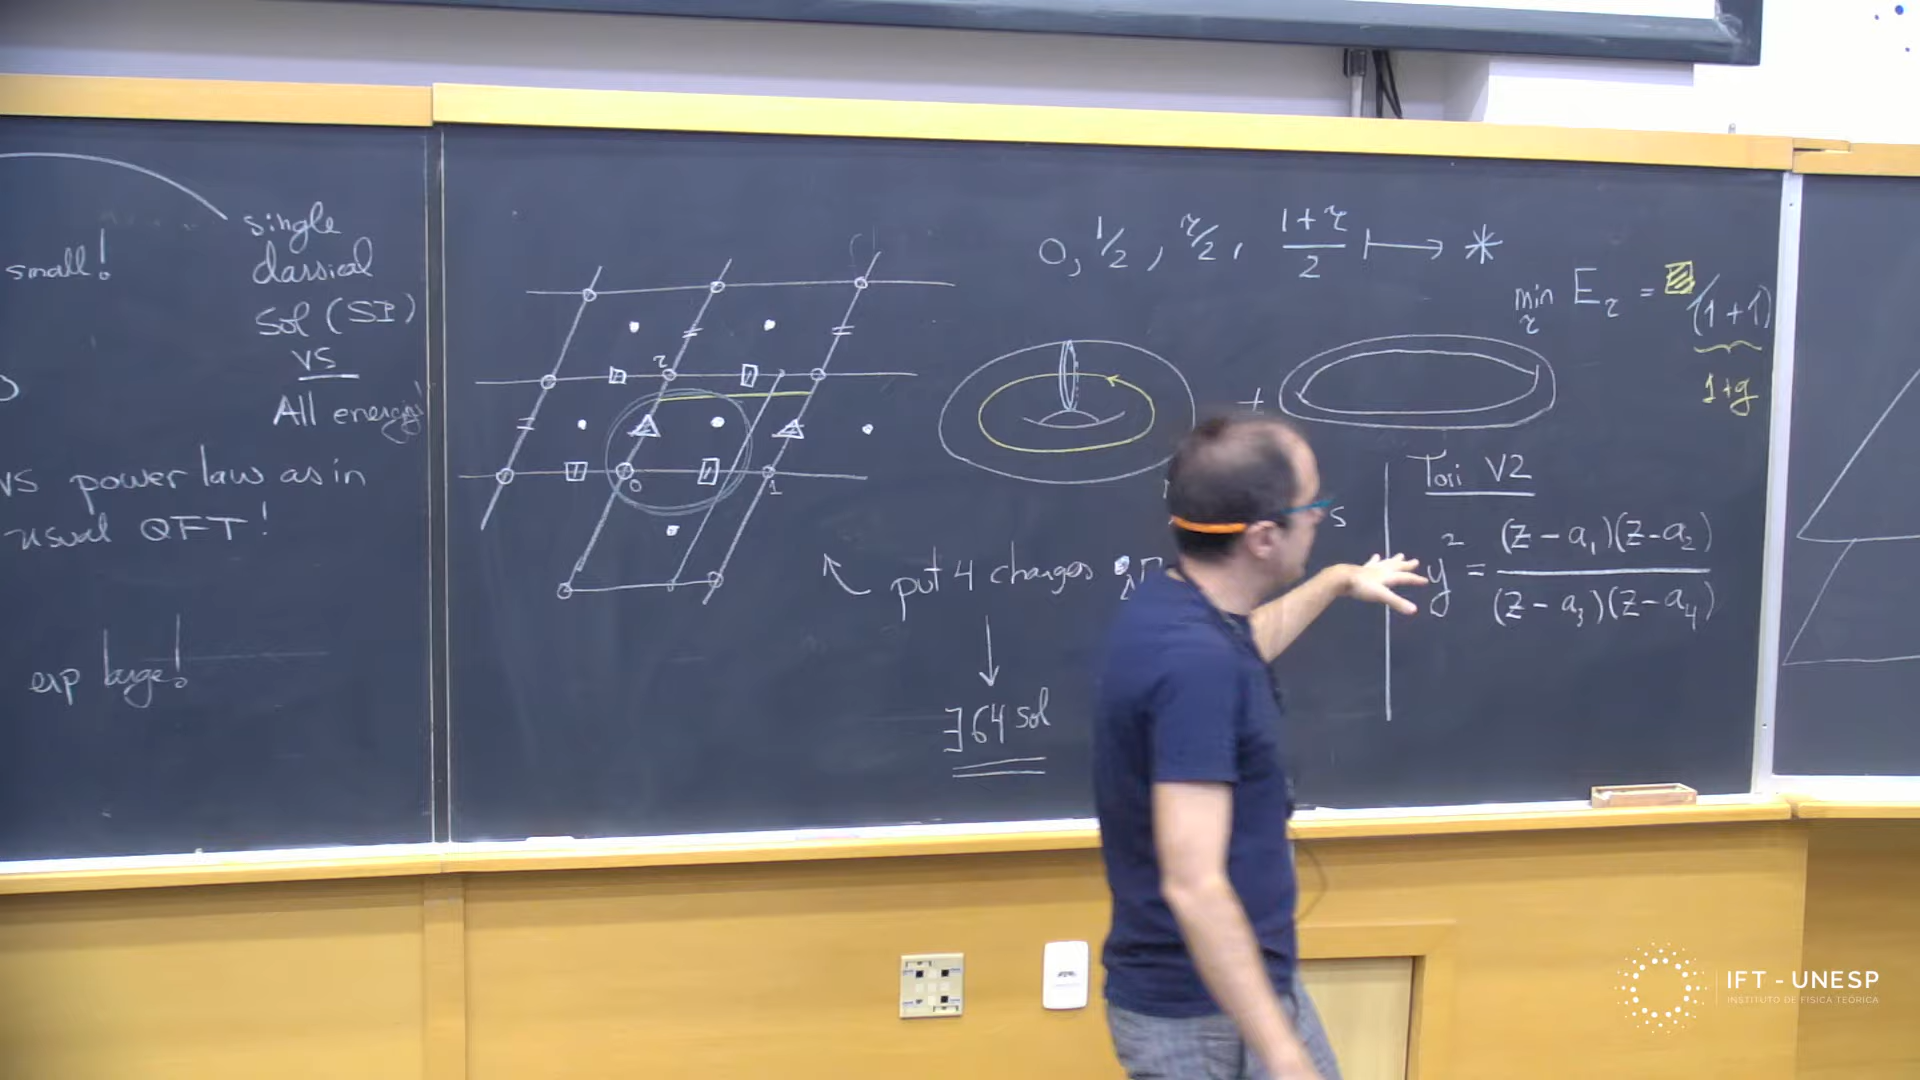 small!
single
classical
sol (SP)
vs
All energy
vs power law as in
usual QFT!
exp large!
τ
0
1
put 4 charges
∃ 64 sol
0, 1/2, τ/2, (1+τ)/2 ⟼ *
min E_τ = (1+1)
τ
1+g
+
s
Tori V2
y² = (z-a₁)(z-a₂) / (z-a₃)(z-a₄)
IFT - UNESP
INSTITUTO DE FÍSICA TEÓRICA